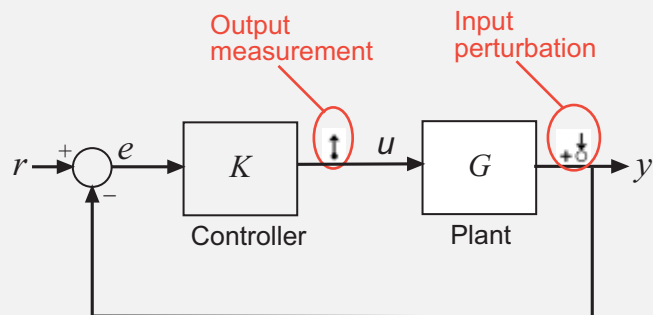 Output
measurement
Input
perturbation
r
+
−
e
K
u
+
G
y
Controller
Plant